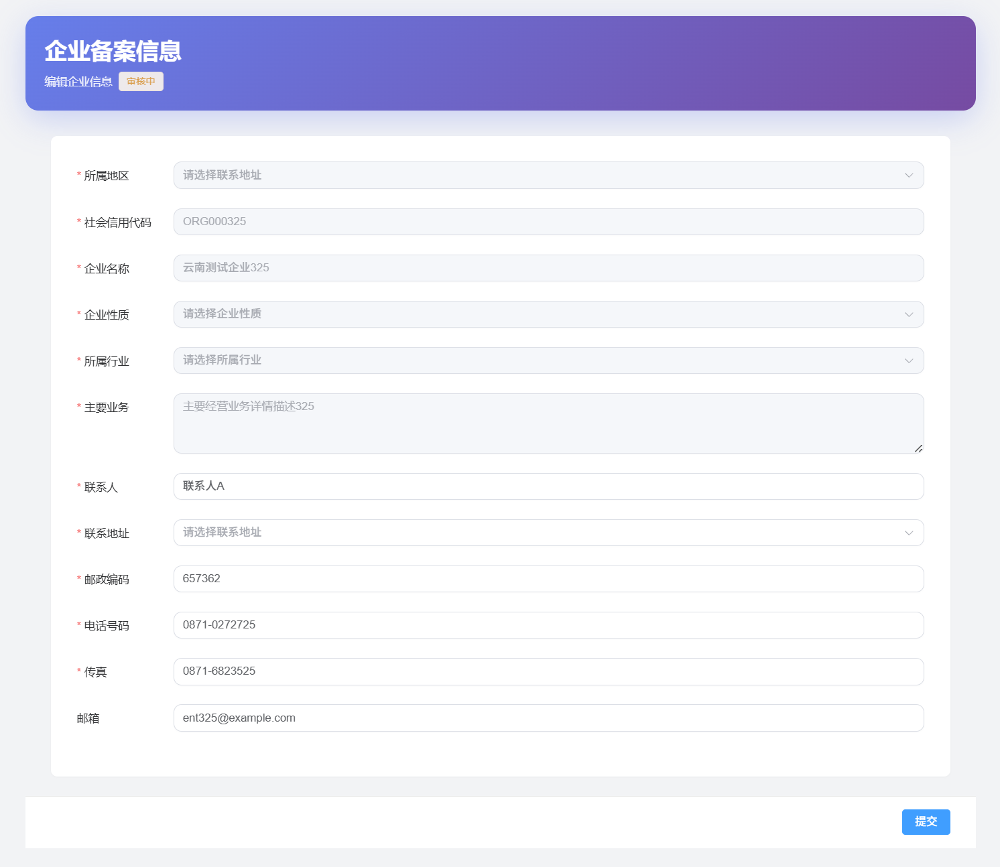 企业备案信息
编辑企业信息 审核中
* 所属地区 请选择联系地址
* 社会信用代码 ORG000325
* 企业名称 云南测试企业325
* 企业性质 请选择企业性质
* 所属行业 请选择所属行业
* 主要业务 主要经营业务详情描述325
* 联系人 联系人A
* 联系地址 请选择联系地址
* 邮政编码 657362
* 电话号码 0871-0272725
* 传真 0871-6823525
邮箱 ent325@example.com
提交